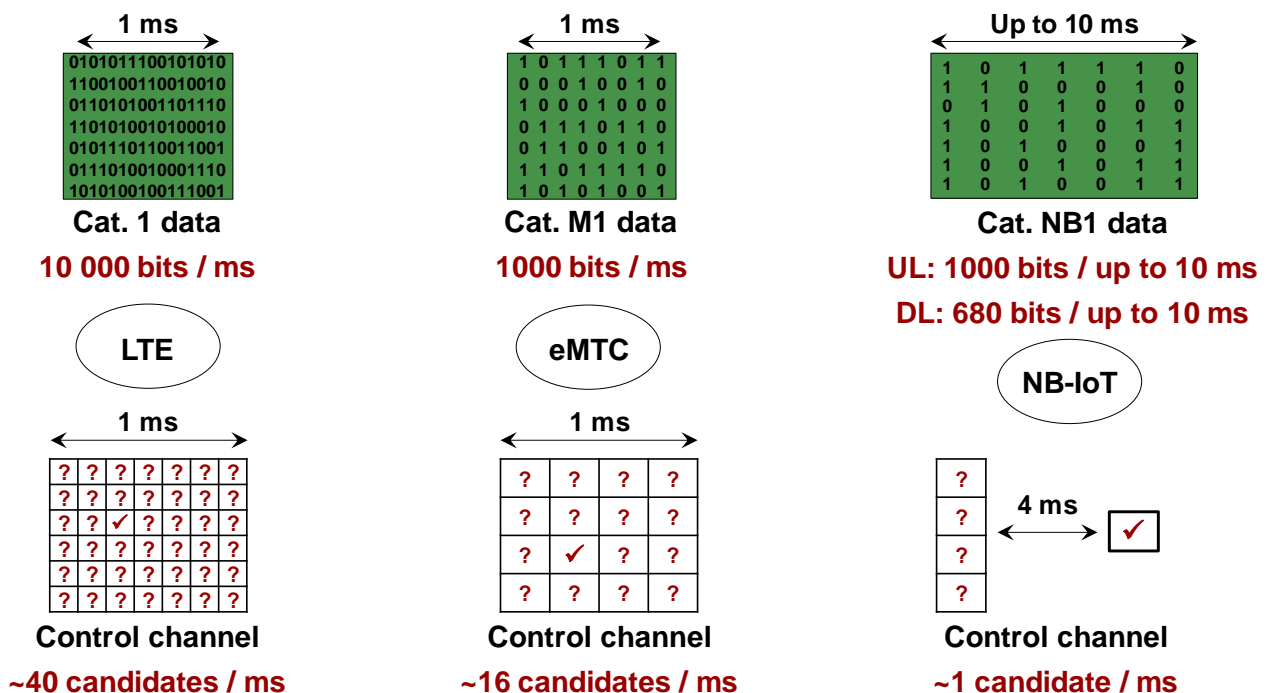 1 ms
0101011100101010
1100100110010010
0110101001101110
1101010010100010
0101110110011001
0111010010001110
1010100100111001
Cat. 1 data
10 000 bits / ms
LTE
1 ms
? ? ? ? ? ? ?
? ? ? ? ? ? ?
? ? ✓ ? ? ? ?
? ? ? ? ? ? ?
? ? ? ? ? ? ?
? ? ? ? ? ? ?
Control channel
~40 candidates / ms
1 ms
1 0 1 1 1 0 1 1
0 0 0 1 0 0 1 0
1 0 0 0 1 0 0 0
0 1 1 1 0 1 1 0
0 1 1 0 0 1 0 1
1 1 0 1 1 1 1 0
1 0 1 0 1 0 0 1
Cat. M1 data
1000 bits / ms
eMTC
1 ms
? ? ? ?
? ? ? ?
? ✓ ? ?
? ? ? ?
Control channel
~16 candidates / ms
Up to 10 ms
1 0 1 1 1 1 0
1 1 0 0 0 1 0
0 1 0 1 0 0 0
1 0 0 1 0 1 1
1 0 1 0 0 0 1
1 0 0 1 0 1 1
1 0 1 0 0 1 1
Cat. NB1 data
UL: 1000 bits / up to 10 ms
DL: 680 bits / up to 10 ms
NB-IoT
?
?
?
?
4 ms
✓
Control channel
~1 candidate / ms